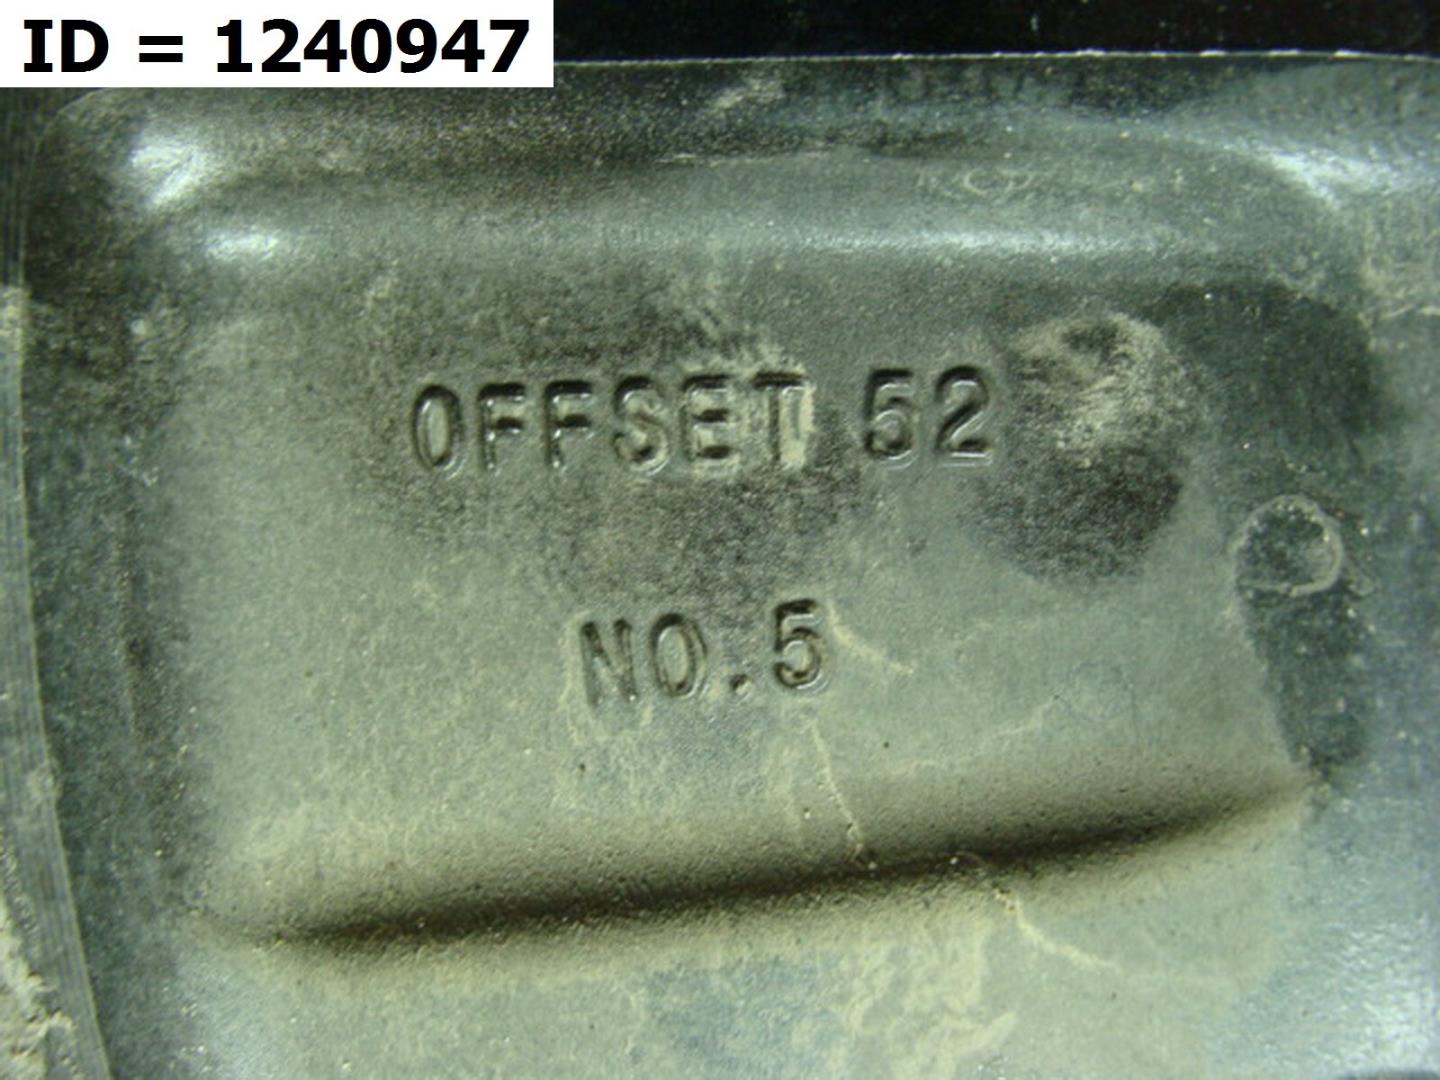 ID = 1240947
OFFSET 52
NO.5